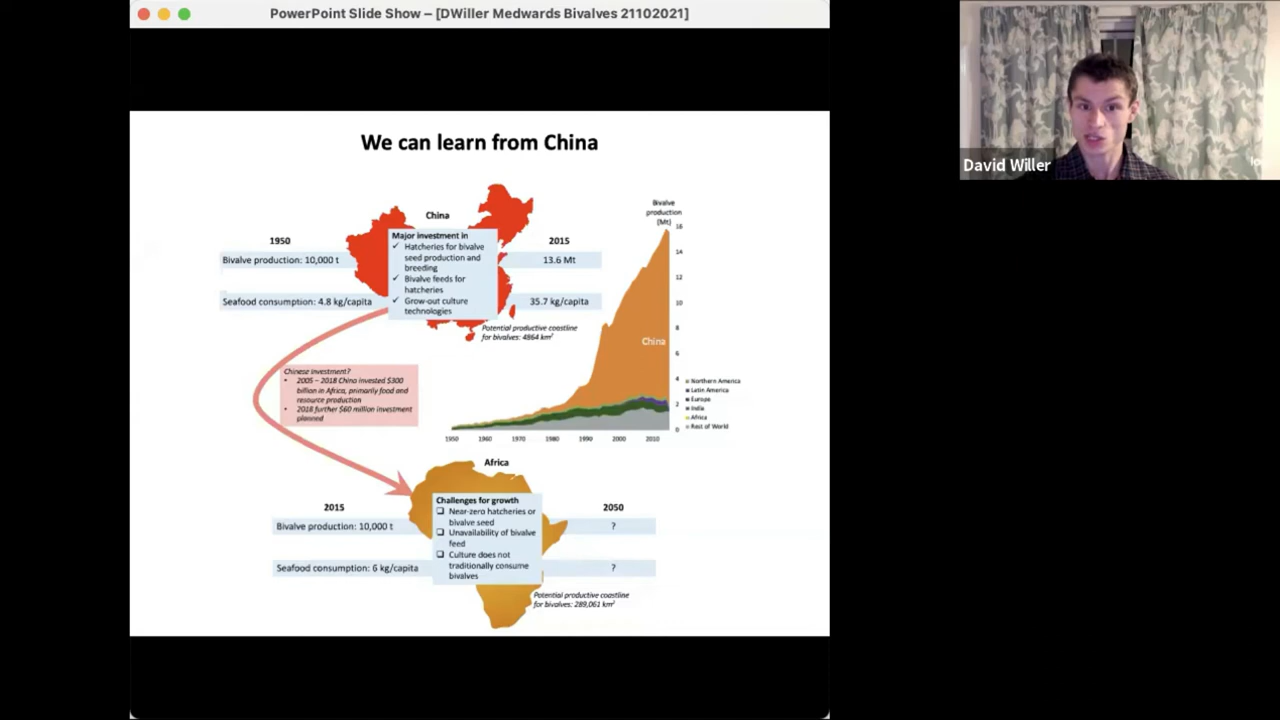 PowerPoint Slide Show – [DWiller Medwards Bivalves 21102021]
David Willer
We can learn from China
China
1950
2015
Bivalve production: 10,000 t
13.6 Mt
Seafood consumption: 4.8 kg/capita
35.7 kg/capita
Major investment in
✓ Hatcheries for bivalve
seed production and
breeding
✓ Bivalve feeds for
hatcheries
✓ Grow-out culture
technologies
Potential productive coastline
for bivalves: 4864 km²
Bivalve
production
(Mt)
16
14
12
10
8
6
4
2
0
China
1950 1960 1970 1980 1990 2000 2010
Northern America
Latin America
Europe
India
Africa
Rest of World
Chinese investment?
• 2005 – 2018 China invested $300
billion in Africa, primarily food and
resource production
• 2018 further $60 million investment
planned
Africa
2015
2050
Bivalve production: 10,000 t
?
Seafood consumption: 6 kg/capita
?
Challenges for growth
❑ Near-zero hatcheries or
bivalve seed
❑ Unavailability of bivalve
feed
❑ Culture does not
traditionally consume
bivalves
Potential productive coastline
for bivalves: 289,061 km²